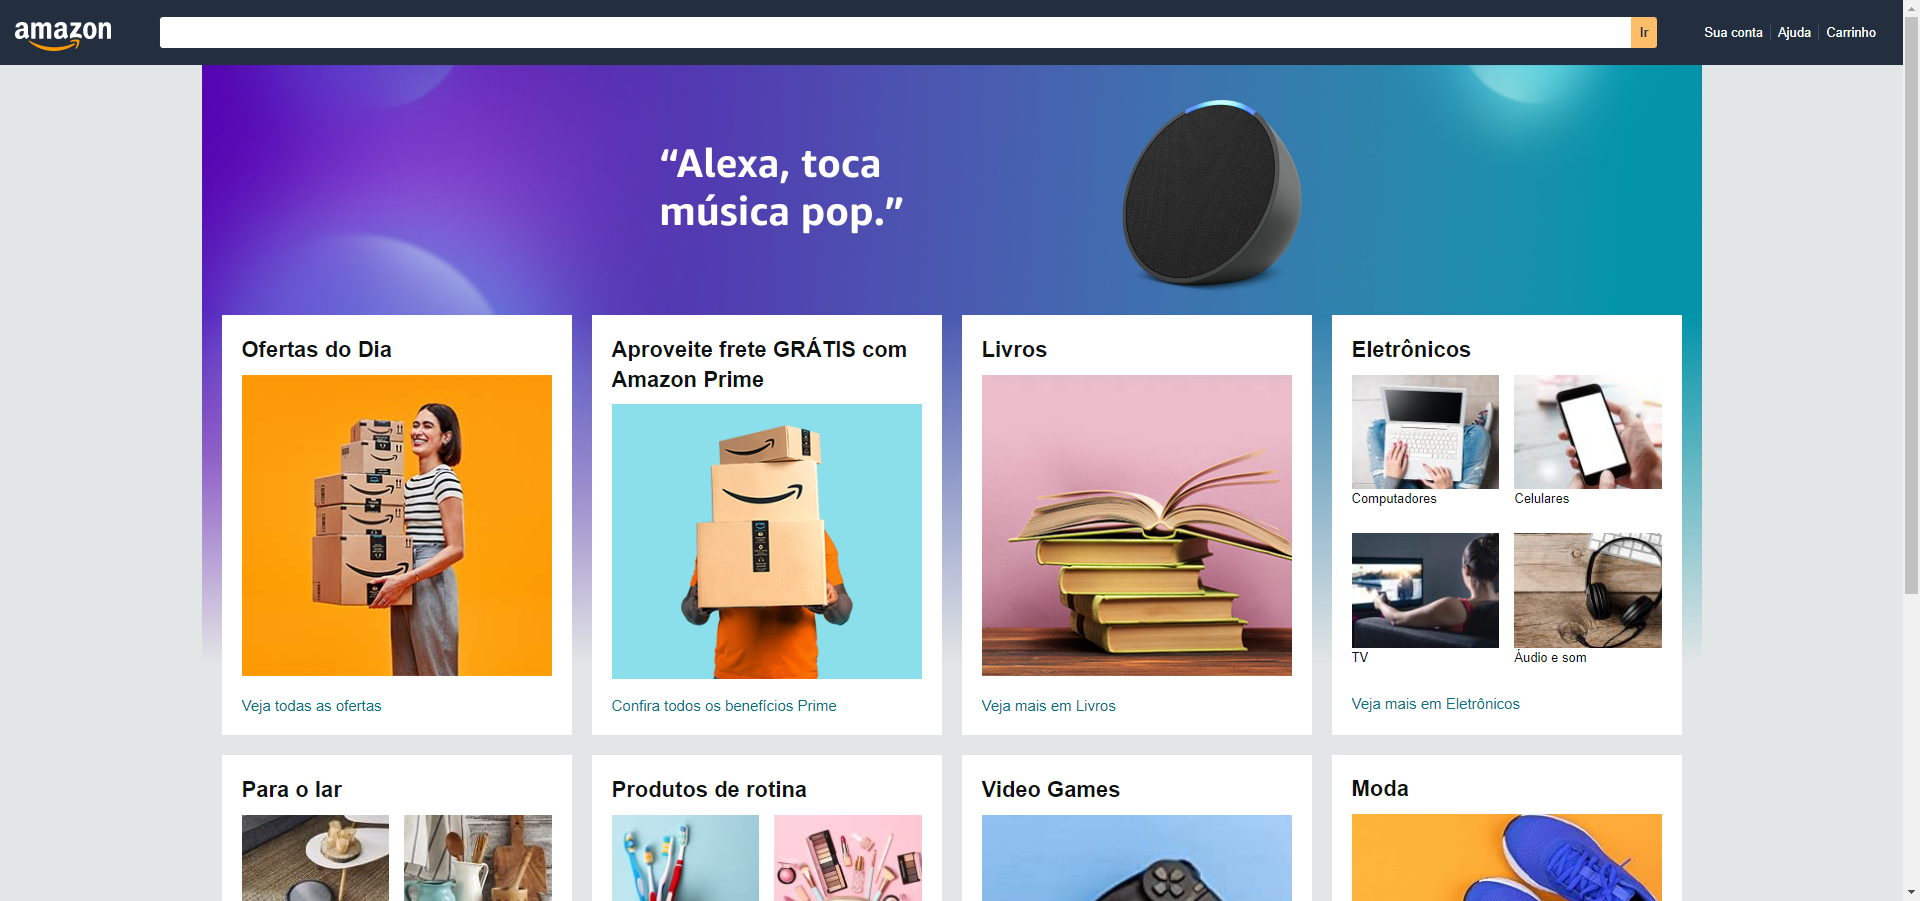 amazon
Ir
Sua conta
Ajuda
Carrinho
“Alexa, toca
música pop.”
Ofertas do Dia
Veja todas as ofertas
Aproveite frete GRÁTIS com
Amazon Prime
Confira todos os benefícios Prime
Livros
Veja mais em Livros
Eletrônicos
Computadores
Celulares
TV
Áudio e som
Veja mais em Eletrônicos
Para o lar
Produtos de rotina
Video Games
Moda